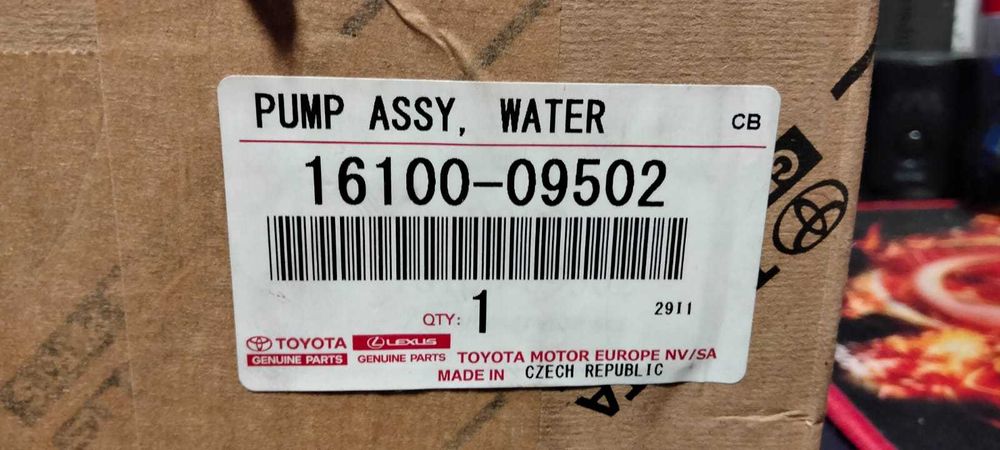 PUMP ASSY, WATER
CB
16100-09502
QTY: 1
29I1
TOYOTA
GENUINE PARTS
LEXUS
GENUINE PARTS
TOYOTA MOTOR EUROPE NV/SA
MADE IN CZECH REPUBLIC